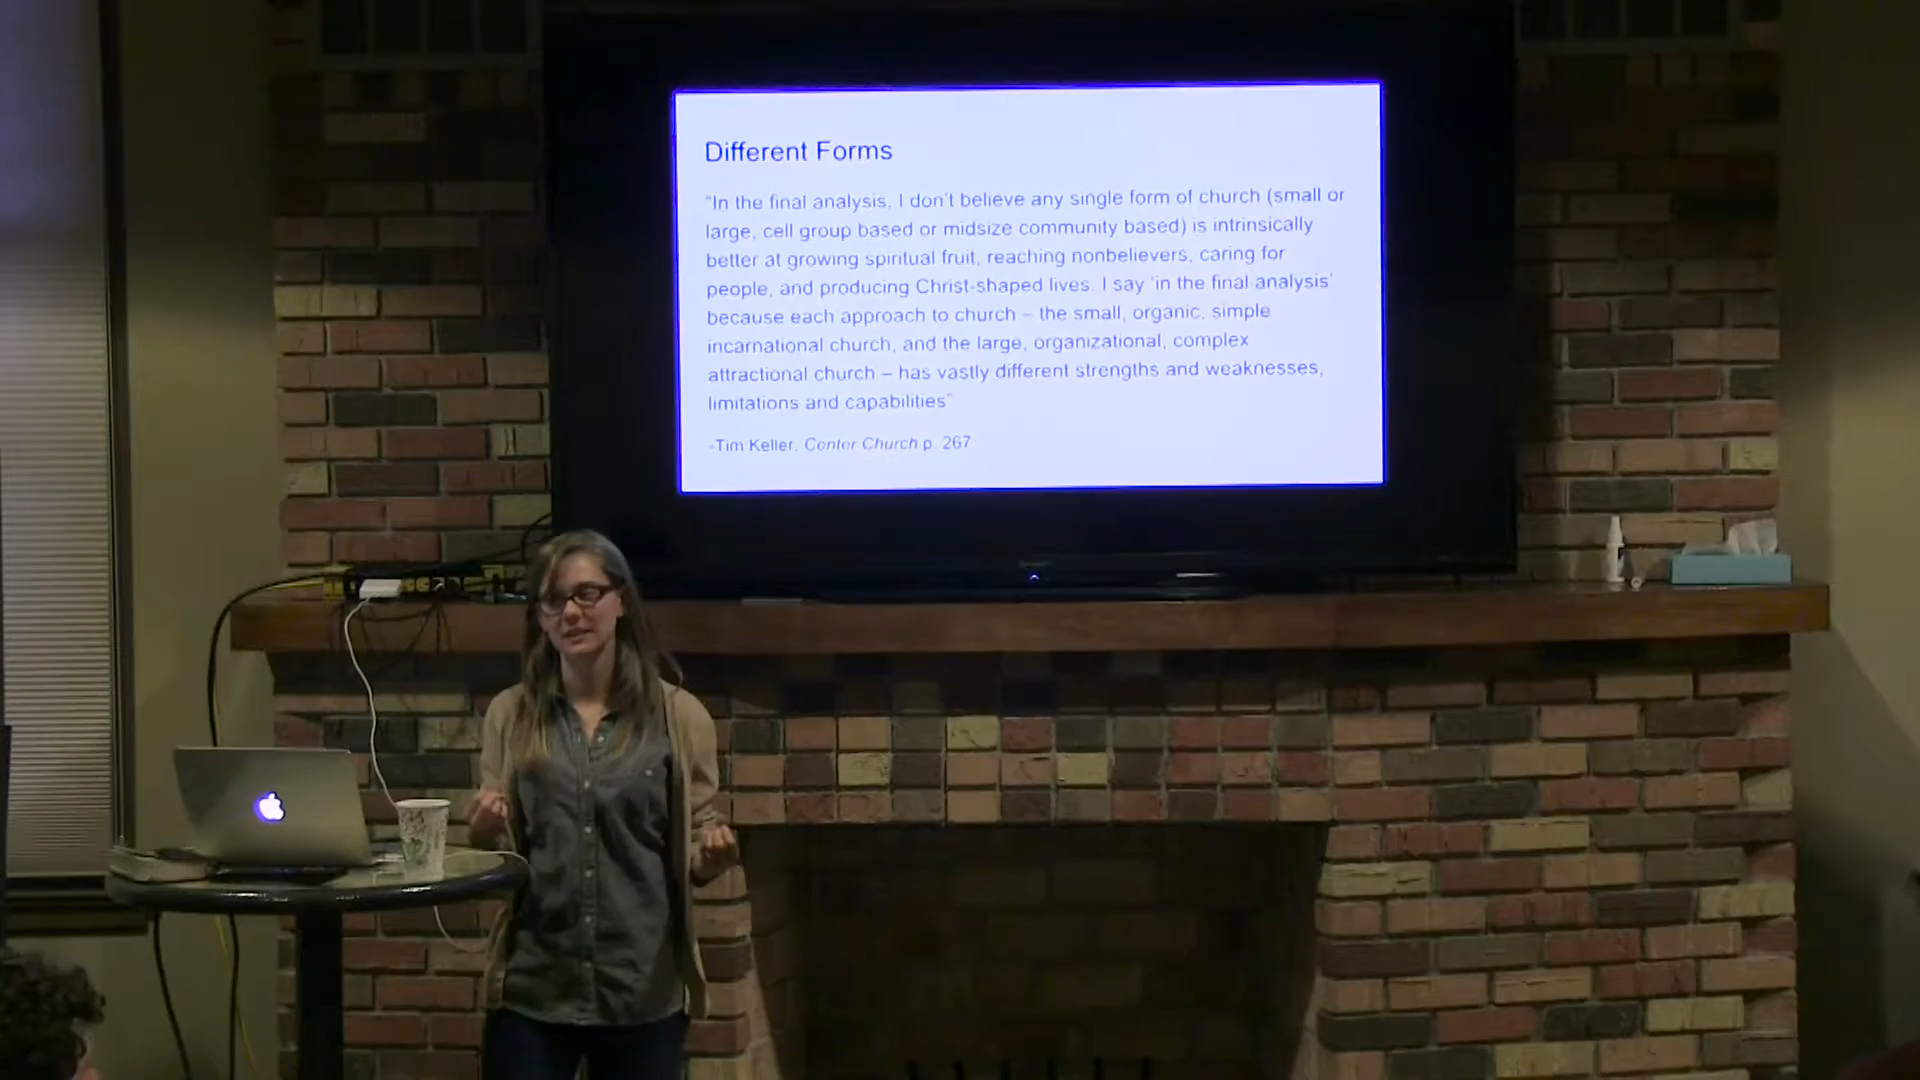 Different Forms
“In the final analysis, I don’t believe any single form of church (small or
large, cell group based or midsize community based) is intrinsically
better at growing spiritual fruit, reaching nonbelievers, caring for
people, and producing Christ-shaped lives. I say ‘in the final analysis’
because each approach to church – the small, organic, simple
incarnational church, and the large, organizational, complex
attractional church – has vastly different strengths and weaknesses,
limitations and capabilities”
-Tim Keller, Center Church p. 267